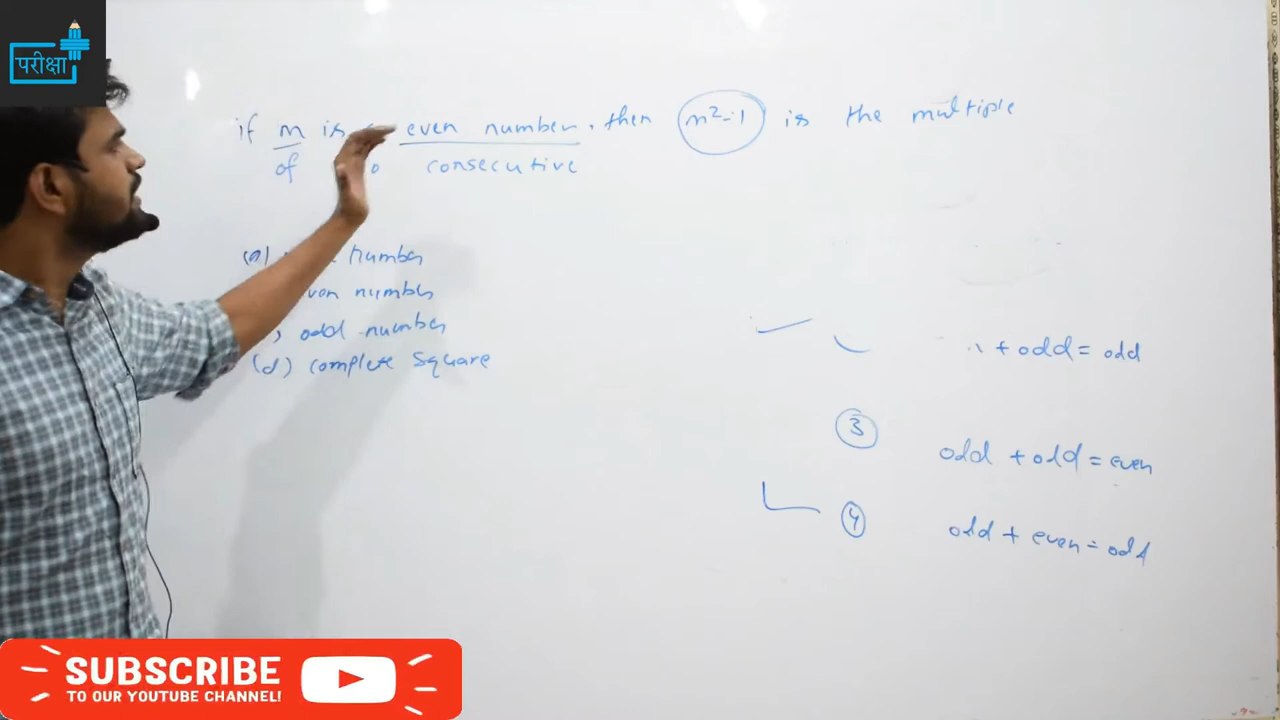 परीक्षा
if m is even number, then m²-1 is the multiple
of consecutive
(a) number
number
odd number
(d) complete square
+ odd = odd
3
odd + odd = even
4
odd + even = odd
SUBSCRIBE
TO OUR YOUTUBE CHANNEL!